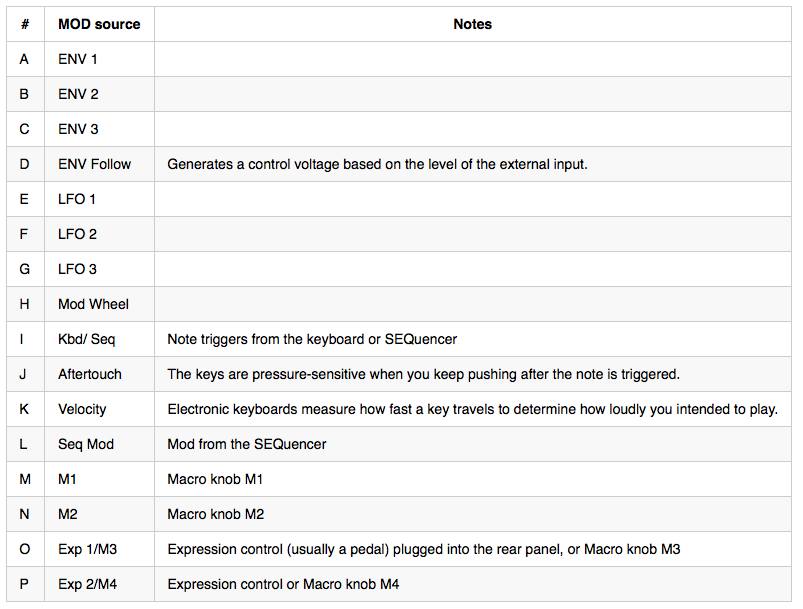 # MOD source Notes
A ENV 1
B ENV 2
C ENV 3
D ENV Follow Generates a control voltage based on the level of the external input.
E LFO 1
F LFO 2
G LFO 3
H Mod Wheel
I Kbd/ Seq Note triggers from the keyboard or SEQuencer
J Aftertouch The keys are pressure-sensitive when you keep pushing after the note is triggered.
K Velocity Electronic keyboards measure how fast a key travels to determine how loudly you intended to play.
L Seq Mod Mod from the SEQuencer
M M1 Macro knob M1
N M2 Macro knob M2
O Exp 1/M3 Expression control (usually a pedal) plugged into the rear panel, or Macro knob M3
P Exp 2/M4 Expression control or Macro knob M4